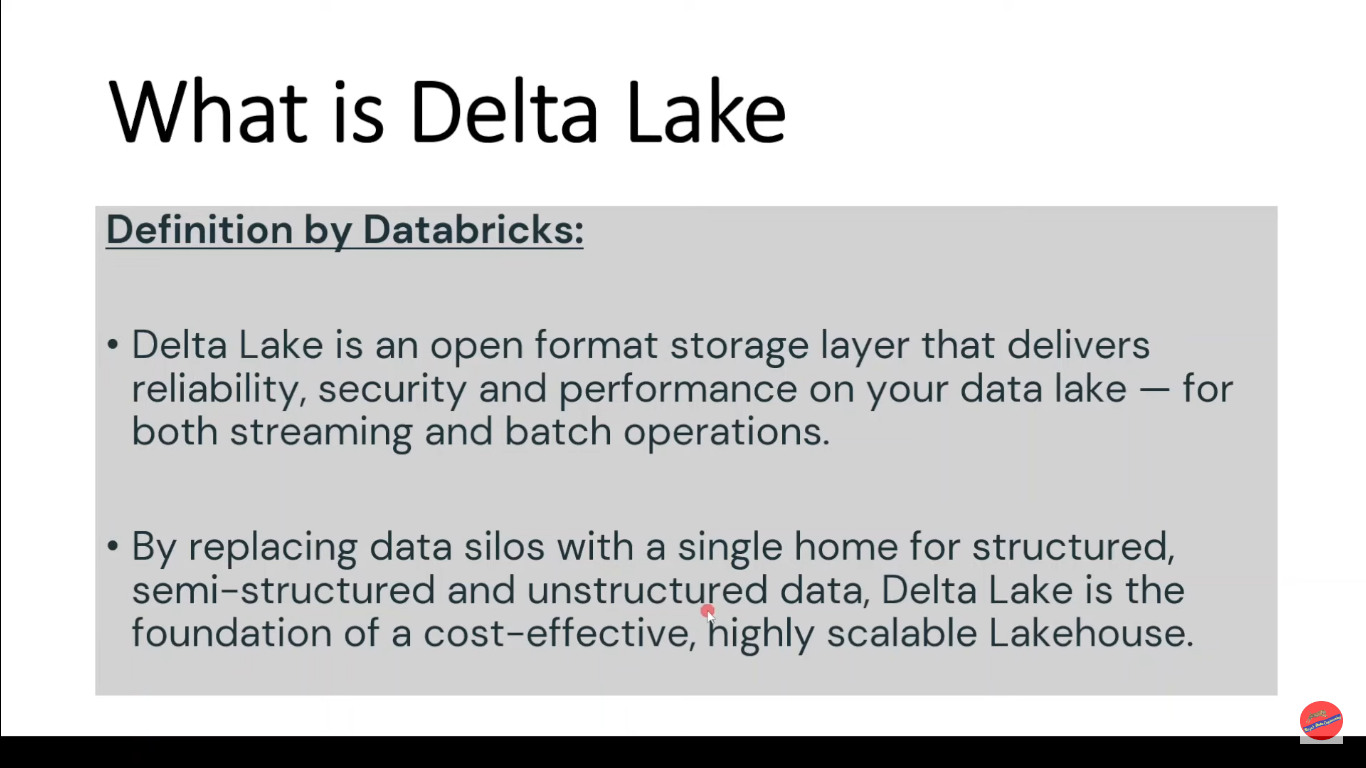 What is Delta Lake
Definition by Databricks:
• Delta Lake is an open format storage layer that delivers
reliability, security and performance on your data lake — for
both streaming and batch operations.
• By replacing data silos with a single home for structured,
semi-structured and unstructured data, Delta Lake is the
foundation of a cost-effective, highly scalable Lakehouse.